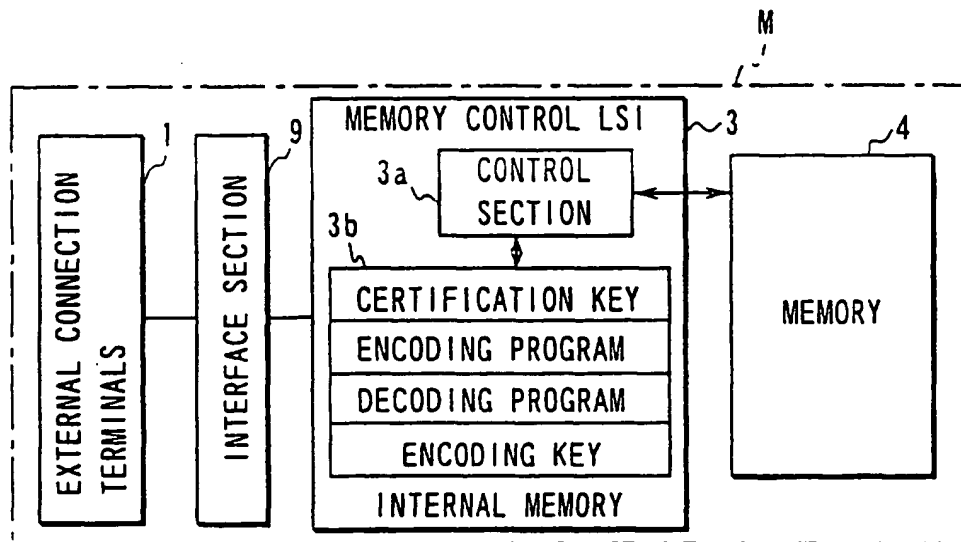 M
MEMORY CONTROL LSI
3
1
9
4
3a
CONTROL
SECTION
3b
EXTERNAL CONNECTION
TERMINALS
INTERFACE SECTION
CERTIFICATION KEY
ENCODING PROGRAM
DECODING PROGRAM
ENCODING KEY
INTERNAL MEMORY
MEMORY